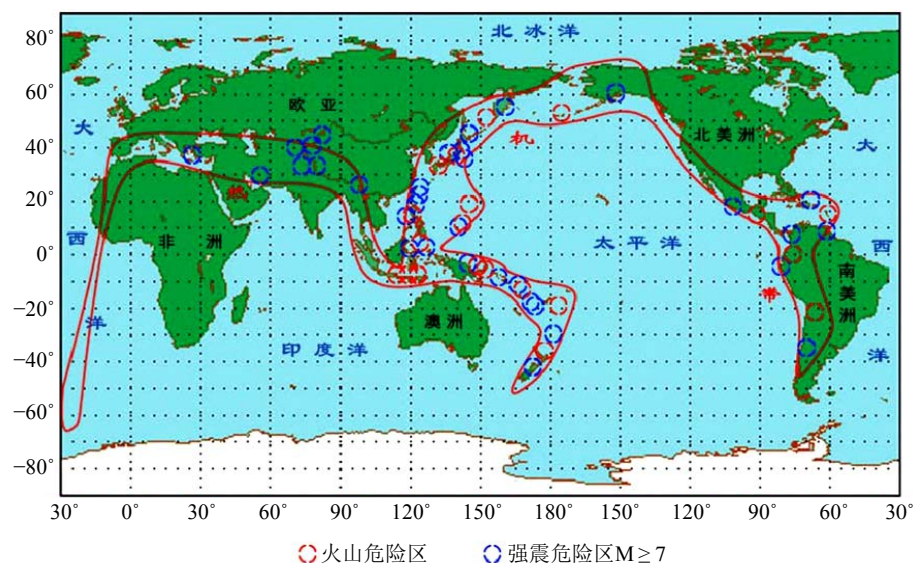 80°
60°
40°
20°
0°
−20°
−40°
−60°
−80°
北 冰 洋
欧 亚
大
西
洋
非 洲
热
机
带
北 美 洲
大
西
洋
太 平 洋
南
美
洲
澳 洲
印 度 洋
30° 0° 30° 60° 90° 120° 150° 180° 150° 120° 90° 60° 30°
火山危险区 强震危险区M≥7